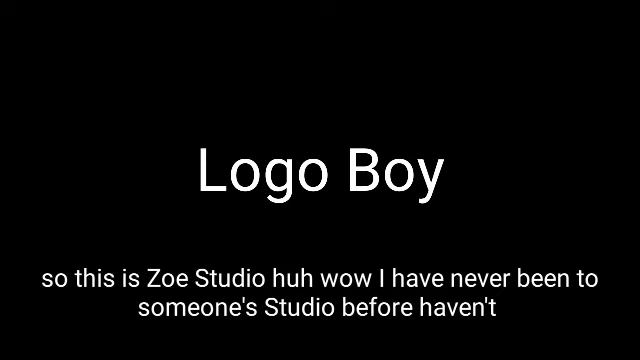 Logo Boy
so this is Zoe Studio huh wow I have never been to
someone's Studio before haven't